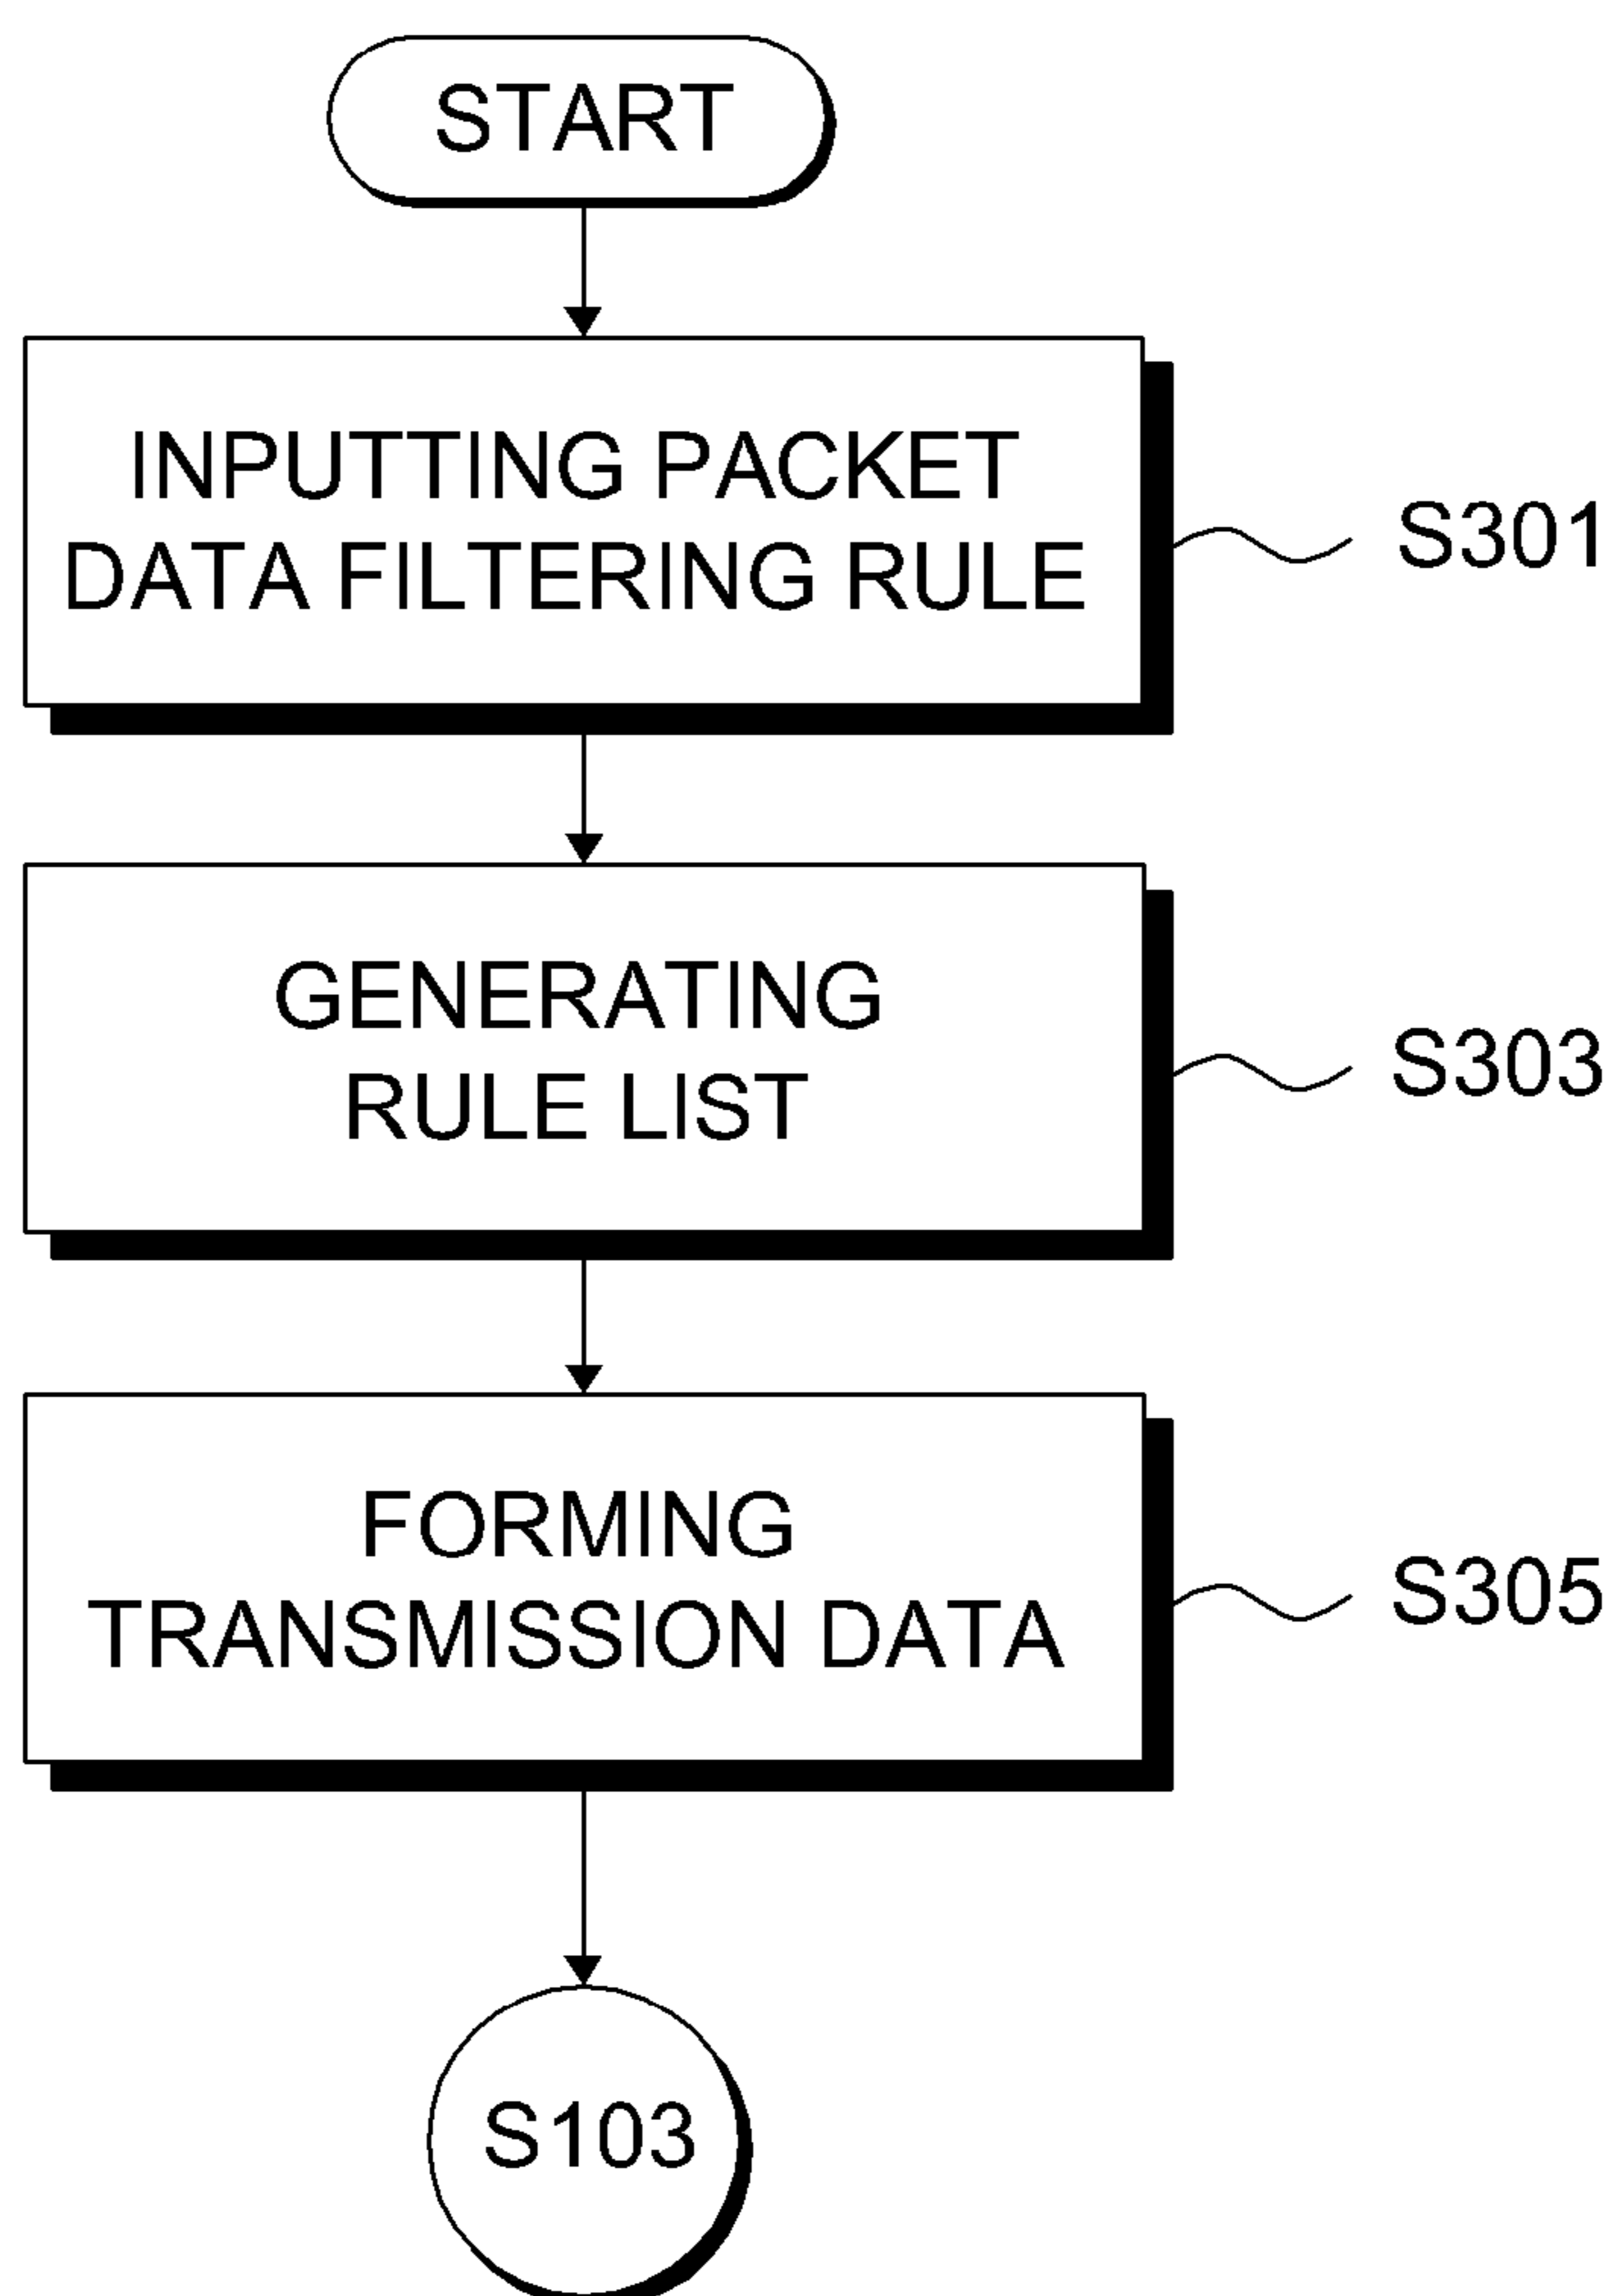 START
INPUTTING PACKET
DATA FILTERING RULE
S301
GENERATING
RULE LIST
S303
FORMING
TRANSMISSION DATA
S305
S103